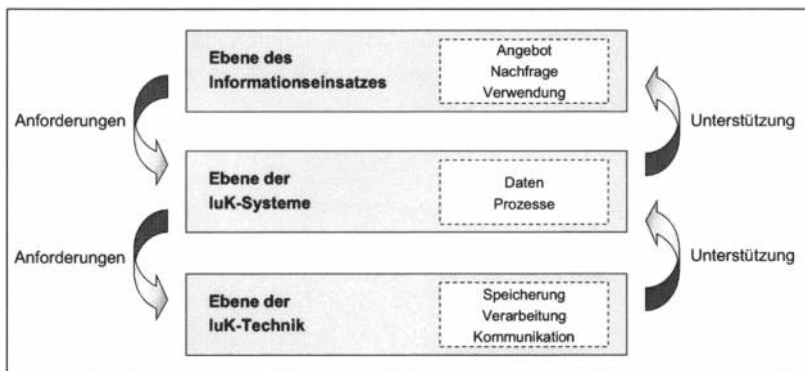 Ebene des
Informationseinsatzes
Angebot
Nachfrage
Verwendung
Anforderungen
Unterstützung
Ebene der
IuK-Systeme
Daten
Prozesse
Anforderungen
Unterstützung
Ebene der
IuK-Technik
Speicherung
Verarbeitung
Kommunikation